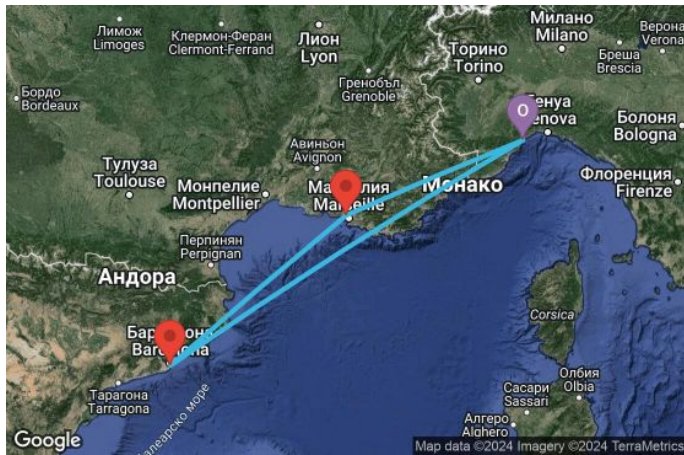 Лимож
Limoges
Клермон-Феран
Clermont-Ferrand
Лион
Lyon
Милано
Milano
Верона
Verona
Торино
Torino
Бреша
Brescia
Гренобъл
Grenoble
Бордо
Bordeaux
O
Болоня
Bologna
Авиньон
Avignon
Тулуза
Toulouse
Монпелие
Montpellier
Монако
Флоренция
Firenze
Перпинян
Perpignan
Андора
Corsica
Тарагона
Tarragona
море
Олбия
Olbia
Сасари
Sassari
Алгеро
Alghero
Google
Map data ©2024 Imagery ©2024 TerraMetrics